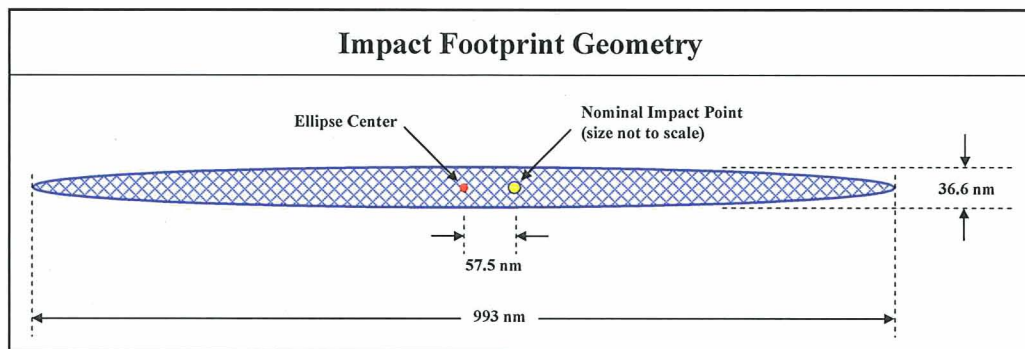 Impact Footprint Geometry
Ellipse Center
Nominal Impact Point
(size not to scale)
36.6 nm
57.5 nm
993 nm